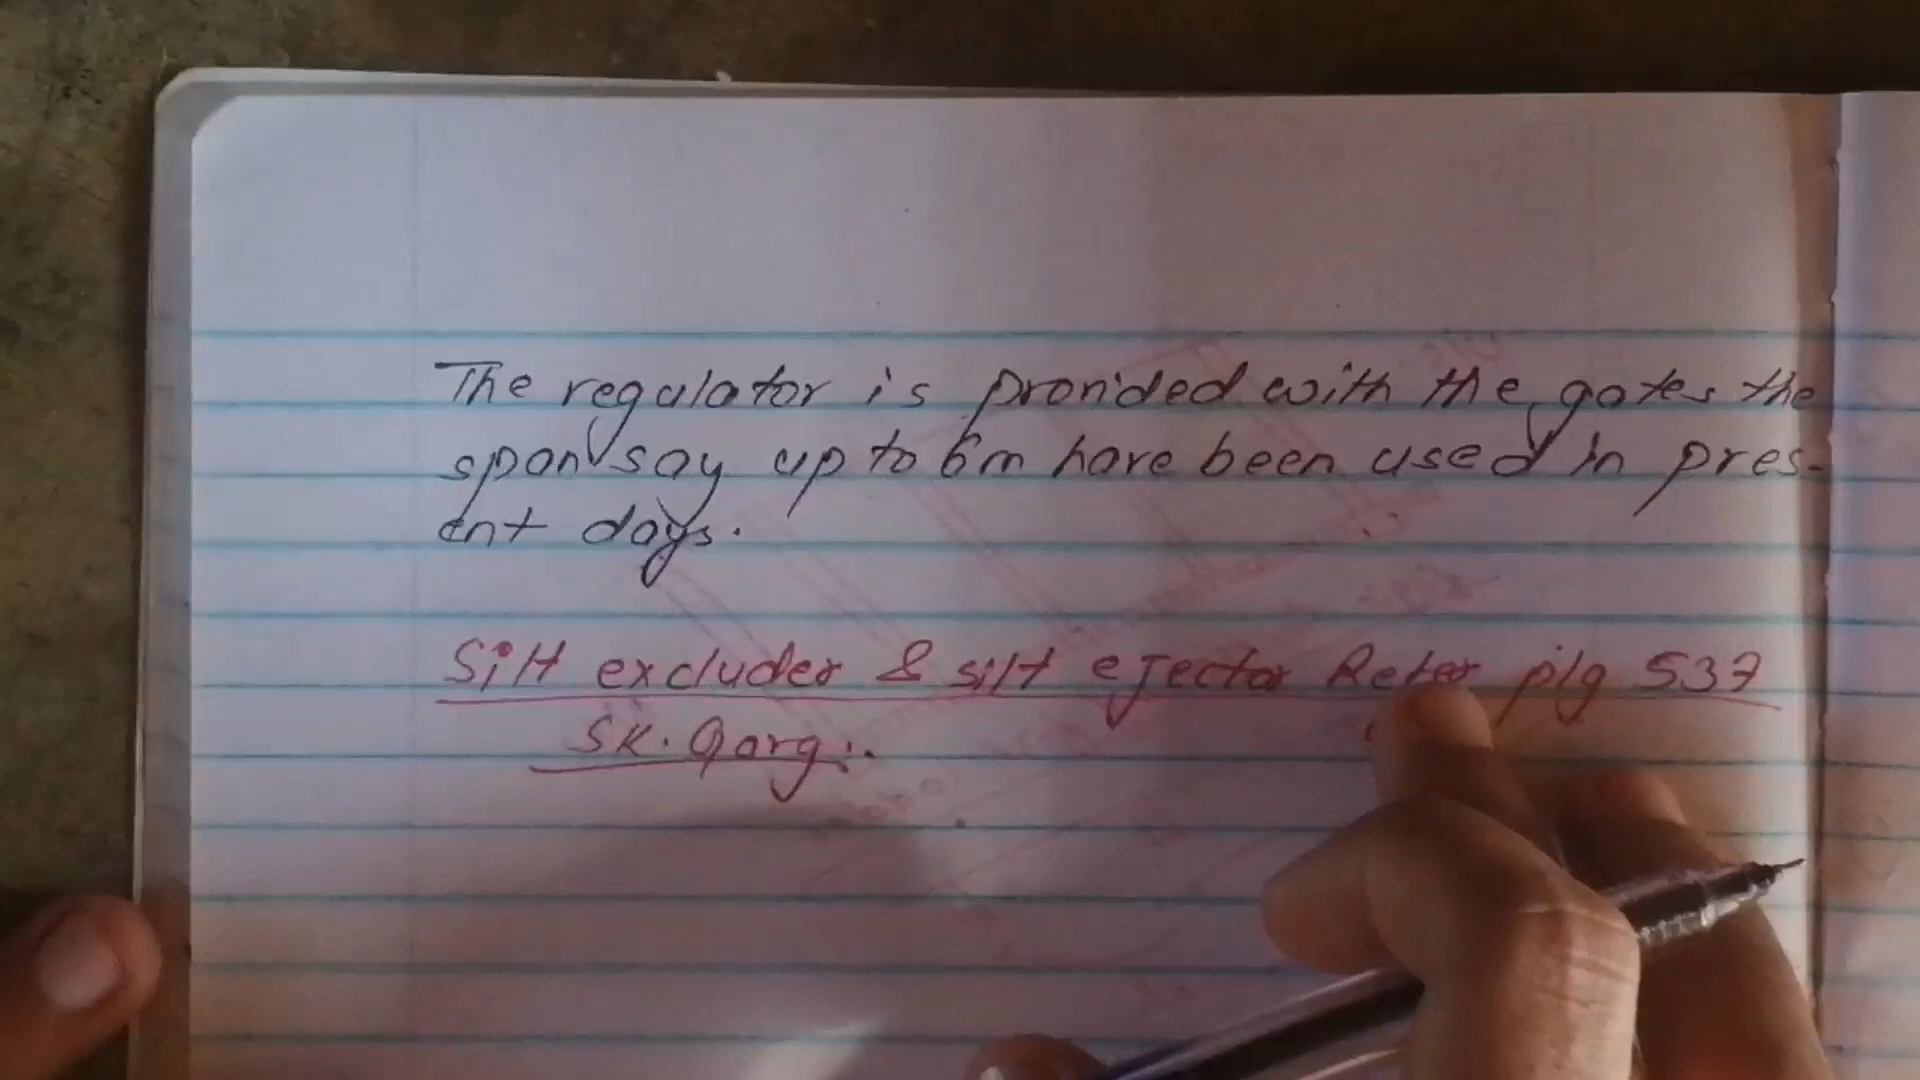 The regulator is provided with the gates the
span say up to 6m have been used in pres-
ent days.
Silt excluder & silt ejector Refer p/g 537
SK. Garg:.